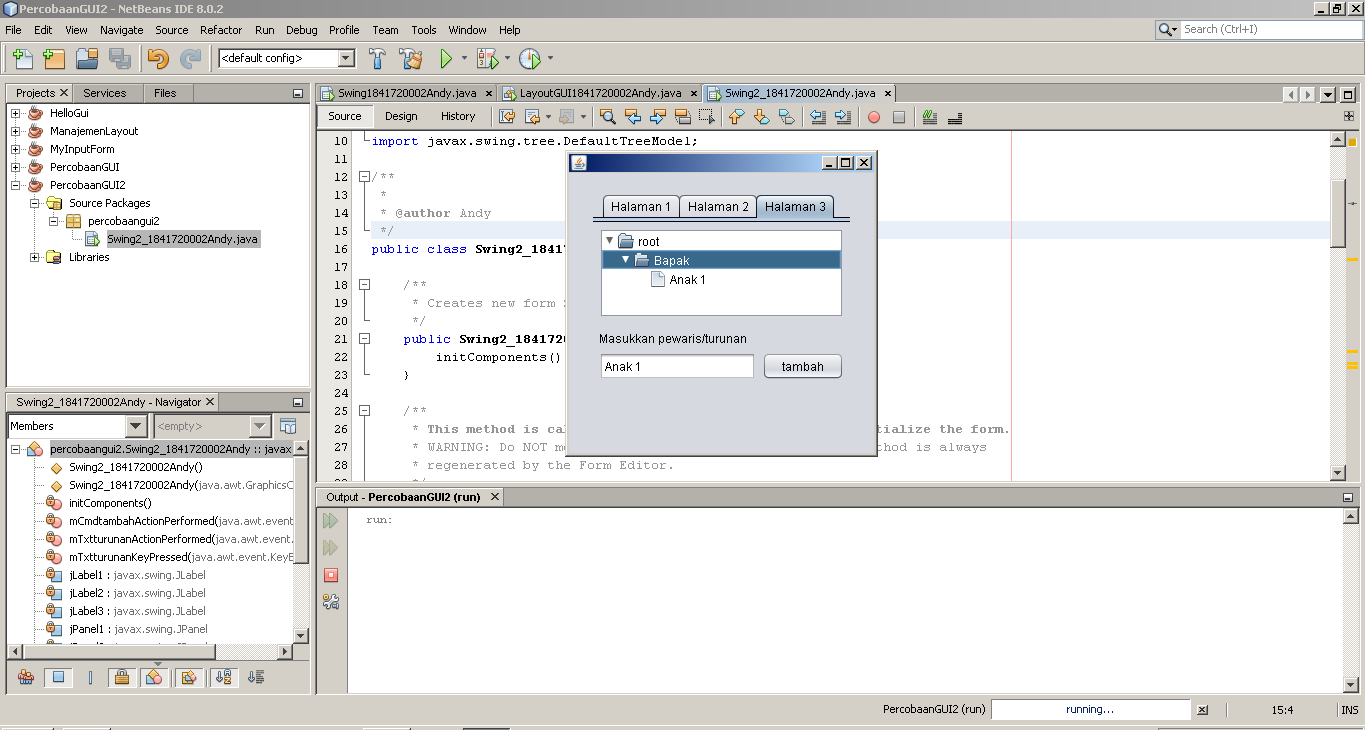 PercobaanGUI2 - NetBeans IDE 8.0.2
File Edit View Navigate Source Refactor Run Debug Profile Team Tools Window Help
Search (Ctrl+I)
<default config>
Projects Services Files
HelloGui
ManajemenLayout
MyInputForm
PercobaanGUI
PercobaanGUI2
Source Packages
percobaangui2
Swing2_1841720002Andy.java
Libraries
Swing2_1841720002Andy - Navigator
Members <empty>
percobaangui2.Swing2_1841720002Andy :: javax
Swing2_1841720002Andy()
Swing2_1841720002Andy(java.awt.GraphicsC
initComponents()
mCmdtambahActionPerformed(java.awt.event
mTxtturunanActionPerformed(java.awt.event.
mTxtturunanKeyPressed(java.awt.event.KeyE
jLabel1 : javax.swing.JLabel
jLabel2 : javax.swing.JLabel
jLabel3 : javax.swing.JLabel
jPanel1 : javax.swing.JPanel
Swing1841720002Andy.java LayoutGUI1841720002Andy.java Swing2_1841720002Andy.java
Source Design History
10 import javax.swing.tree.DefaultTreeModel;
11
12 /**
13 *
14 * @author Andy
15 */
16 public class Swing2_1841
17
18 /**
19 * Creates new form
20 */
21 public Swing2_184172
22 initComponents()
23 }
24
25 /**
26 * This method is ca tialize the form.
27 * WARNING: Do NOT m hod is always
28 * regenerated by the Form Editor.
Halaman 1 Halaman 2 Halaman 3
root
Bapak
Anak 1
Masukkan pewaris/turunan
Anak 1 tambah
Output - PercobaanGUI2 (run)
run:
PercobaanGUI2 (run) running... 15:4 INS